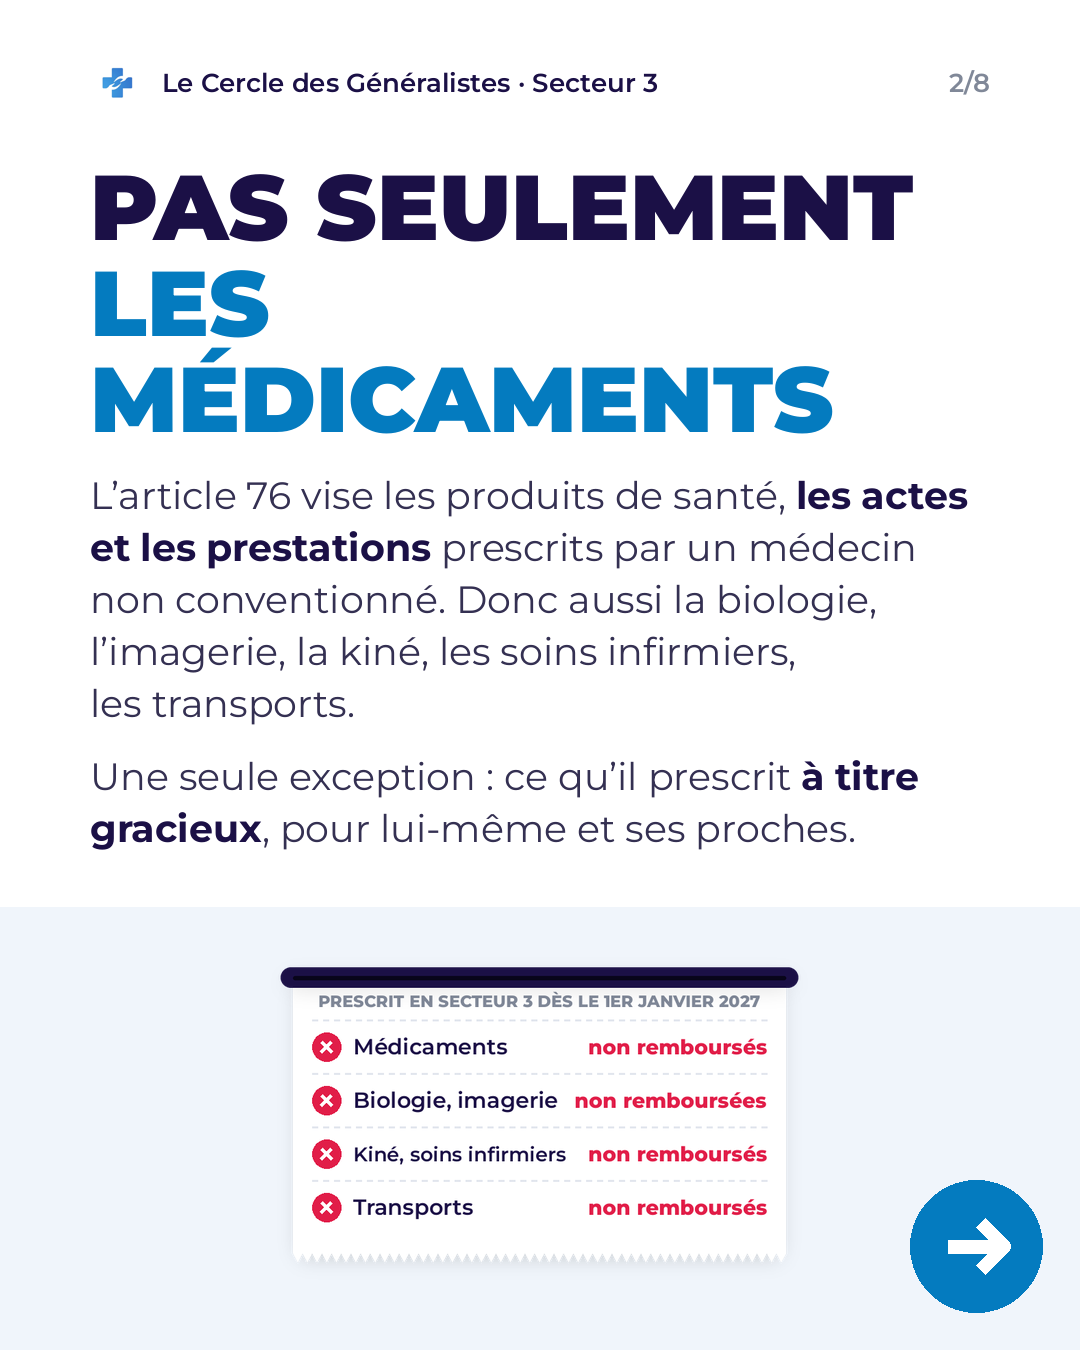 Le Cercle des Généralistes · Secteur 3
2/8
PAS SEULEMENT
LES
MÉDICAMENTS
L’article 76 vise les produits de santé, les actes
et les prestations prescrits par un médecin
non conventionné. Donc aussi la biologie,
l’imagerie, la kiné, les soins infirmiers,
les transports.
Une seule exception : ce qu’il prescrit à titre
gracieux, pour lui-même et ses proches.
PRESCRIT EN SECTEUR 3 DÈS LE 1ER JANVIER 2027
Médicaments non remboursés
Biologie, imagerie non remboursées
Kiné, soins infirmiers non remboursés
Transports non remboursés